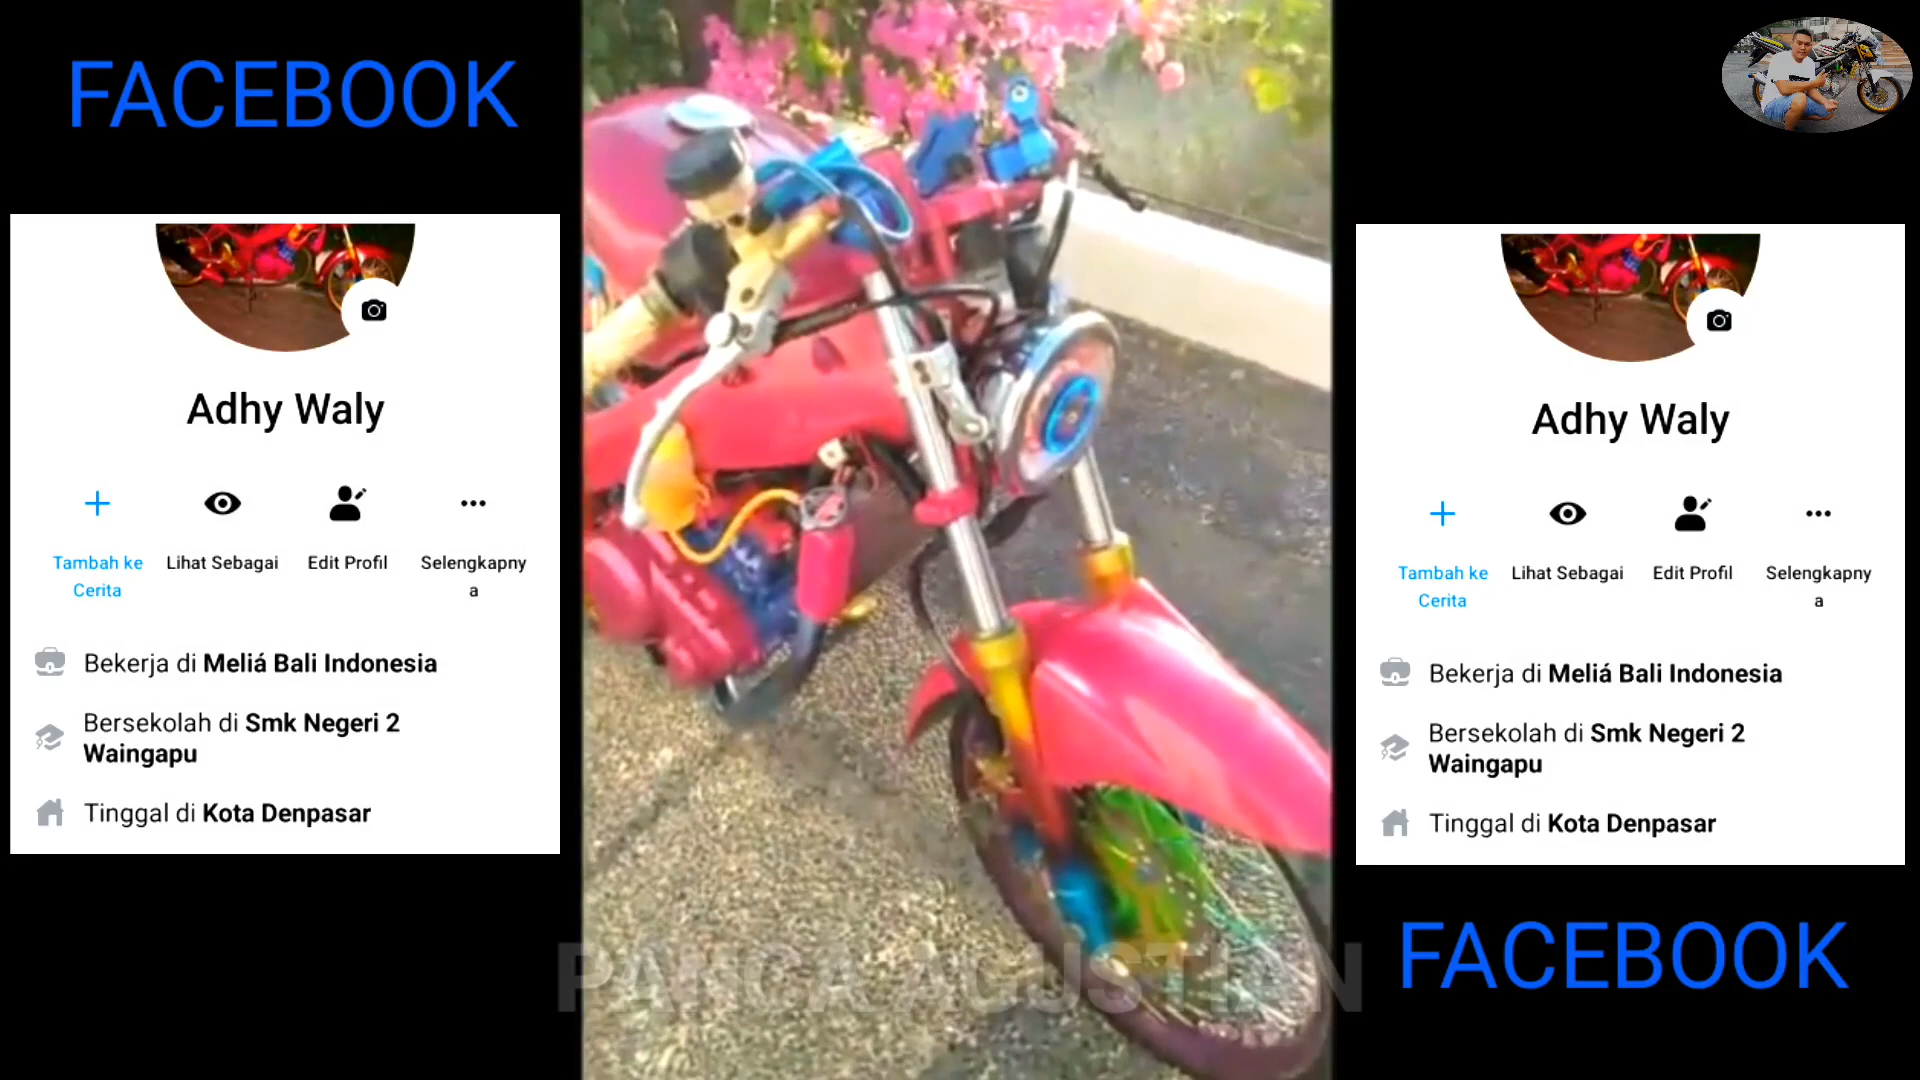 FACEBOOK
Adhy Waly
Tambah ke
Cerita
Lihat Sebagai
Edit Profil
Selengkapny
a
Bekerja di Meliá Bali Indonesia
Bersekolah di Smk Negeri 2
Waingapu
Tinggal di Kota Denpasar
PANCA AGUSTIAN
Adhy Waly
Tambah ke
Cerita
Lihat Sebagai
Edit Profil
Selengkapny
a
Bekerja di Meliá Bali Indonesia
Bersekolah di Smk Negeri 2
Waingapu
Tinggal di Kota Denpasar
FACEBOOK